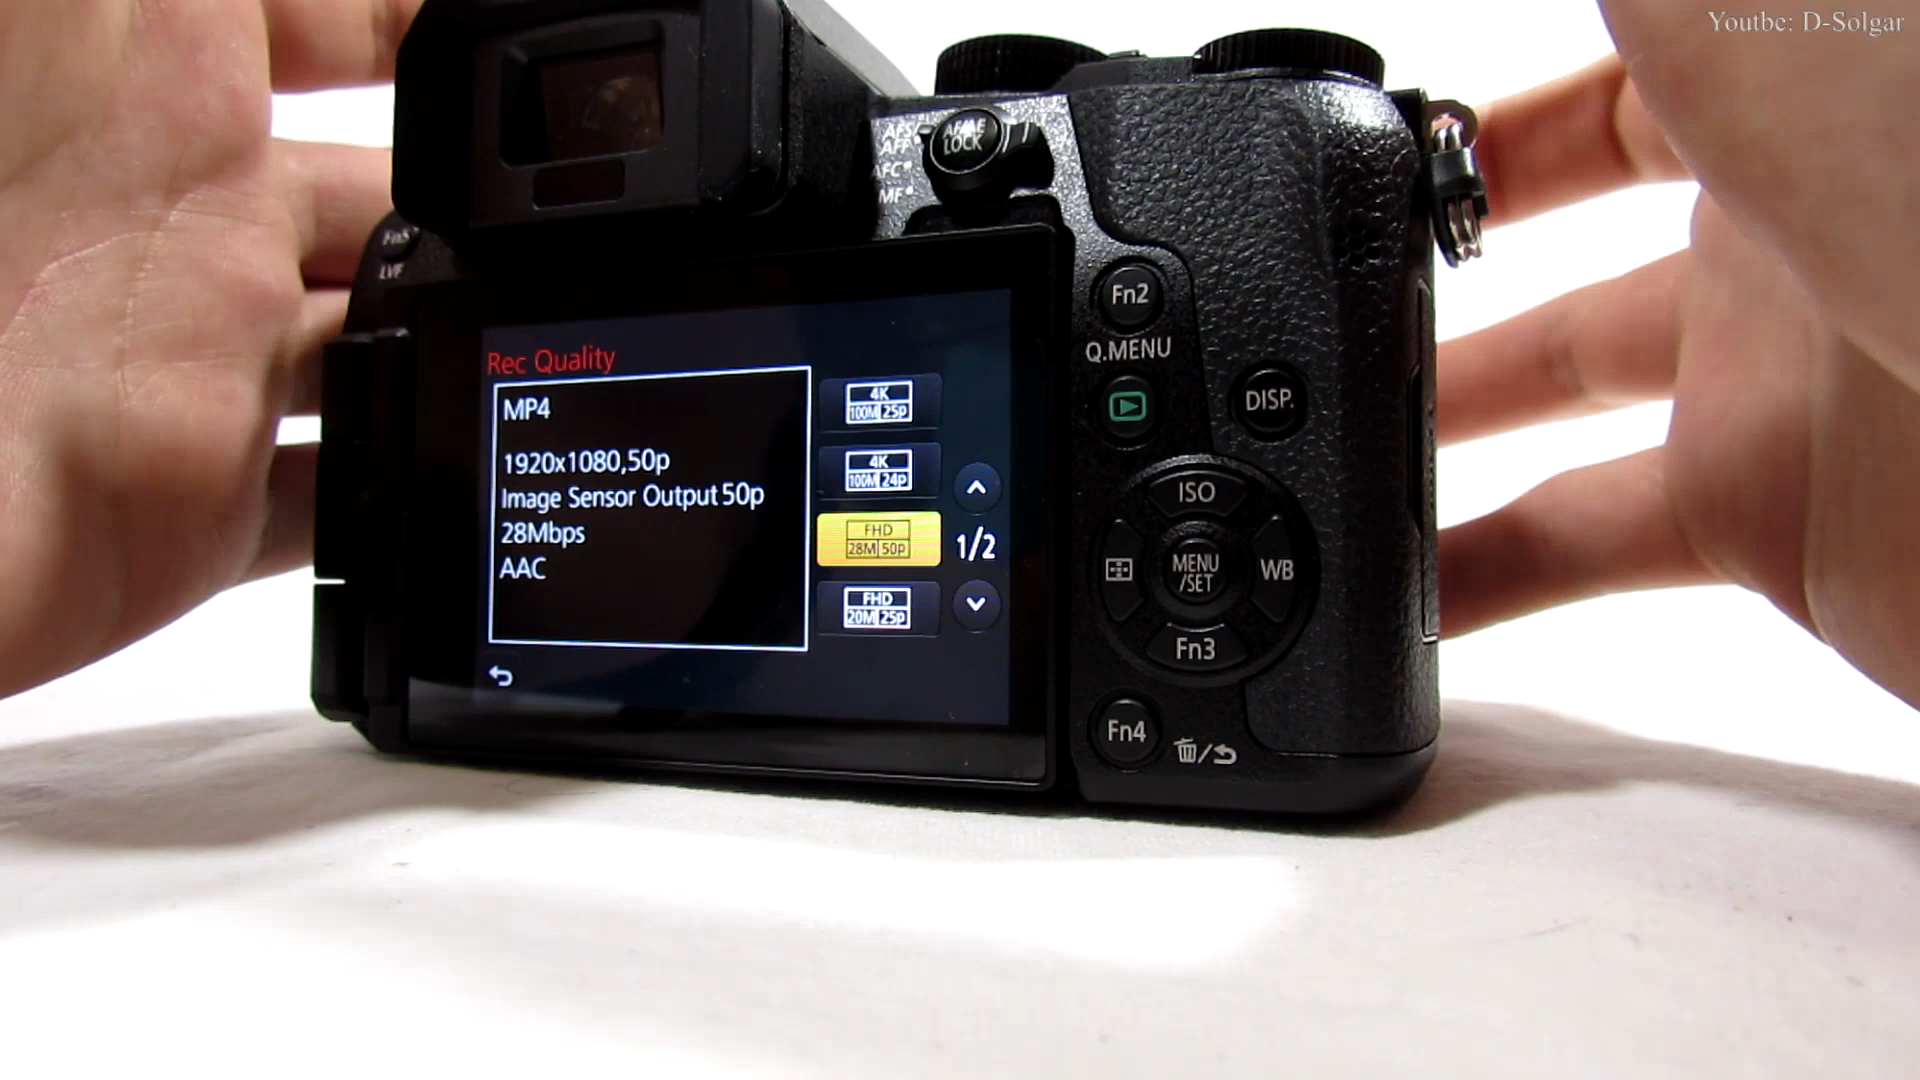 Youtbe: D-Solgar
AFS
AFF
AFC
MF
AF/AE
LOCK
Fn5
LVF
Fn2
Q.MENU
DISP.
Rec Quality
MP4
1920x1080,50p
Image Sensor Output 50p
28Mbps
AAC
4K
100M 25p
4K
100M 24p
FHD
28M 50p
FHD
20M 25p
1/2
ISO
MENU
/SET
WB
Fn3
Fn4